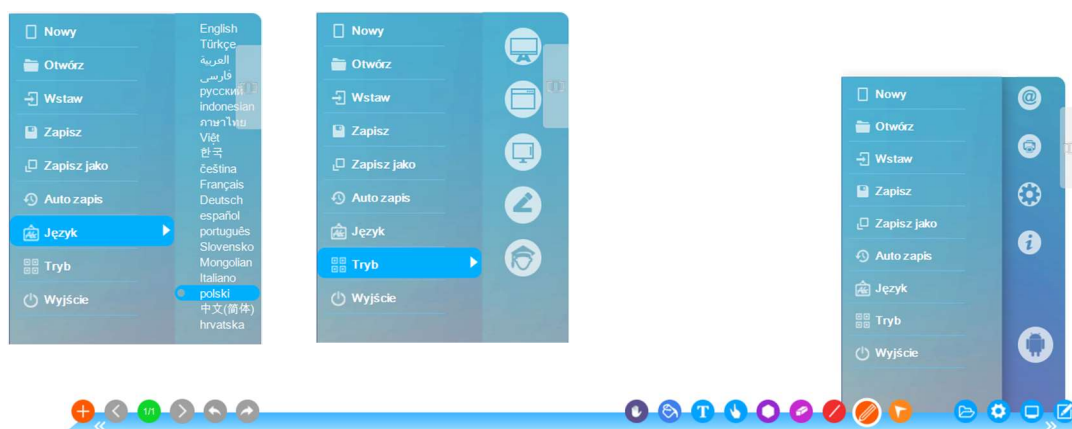 Nowy
Otwórz
Wstaw
Zapisz
Zapisz jako
Auto zapis
Język
Tryb
Wyjście
English
Türkçe
العربية
فارسی
русский
indonesian
ภาษาไทย
Việt
한국
čeština
Français
Deutsch
español
português
Slovensko
Mongolian
Italiano
polski
中文(简体)
hrvatska
Nowy
Otwórz
Wstaw
Zapisz
Zapisz jako
Auto zapis
Język
Tryb
Wyjście
Nowy
Otwórz
Wstaw
Zapisz
Zapisz jako
Auto zapis
Język
Tryb
Wyjście
@
i
1/1
T